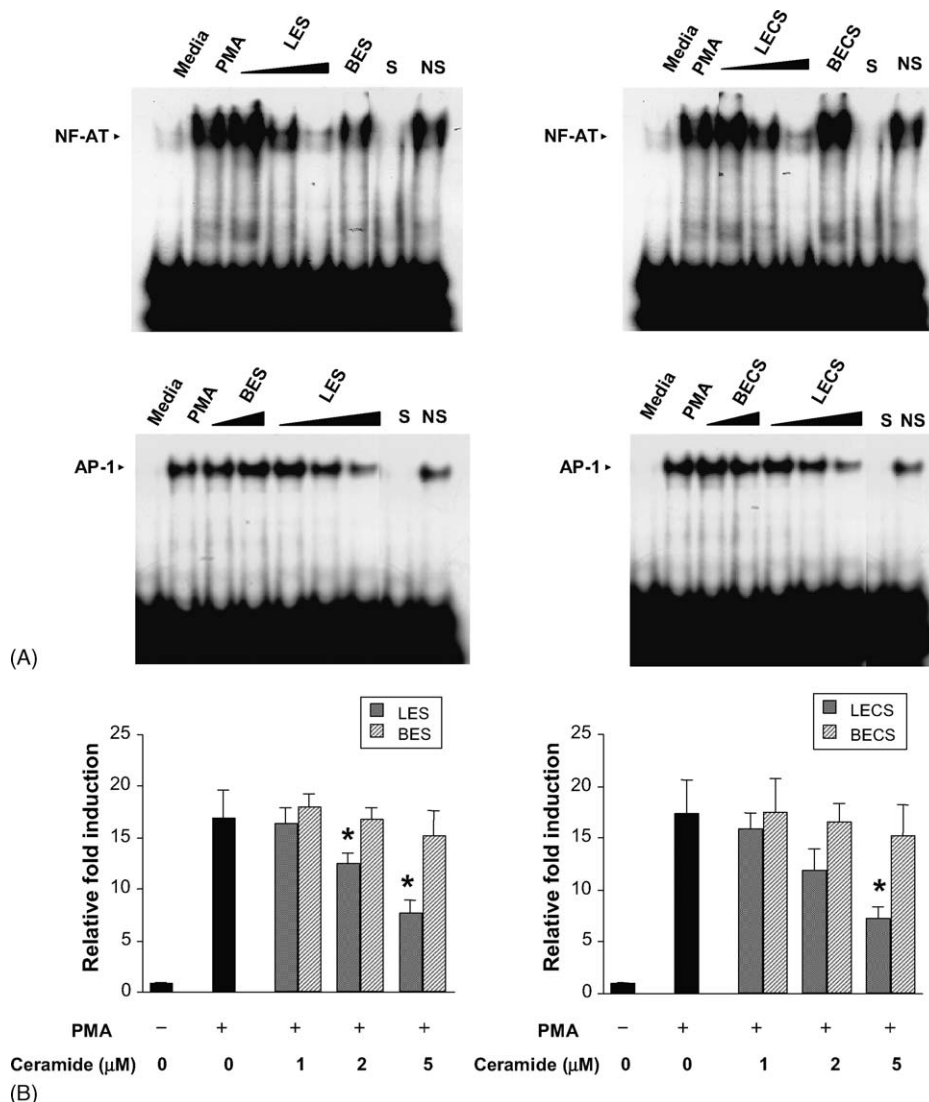 Media PMA LES BES S NS
NF-AT
Media PMA LECS BECS S NS
NF-AT
Media PMA BES LES S NS
AP-1
Media PMA BECS LECS S NS
AP-1
(A)
LES
BES
Relative fold induction
25
20
15
10
5
0
* *
PMA − + + + +
Ceramide (μM) 0 0 1 2 5
LECS
BECS
Relative fold induction
25
20
15
10
5
0
*
PMA − + + + +
Ceramide (μM) 0 0 1 2 5
(B)